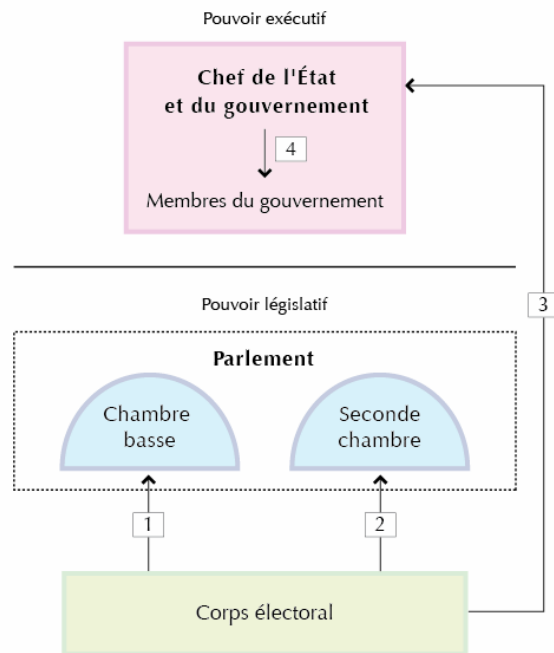 Pouvoir exécutif
Chef de l'État
et du gouvernement
4
Membres du gouvernement
3
Pouvoir législatif
Parlement
Chambre
basse
Seconde
chambre
1
2
Corps électoral